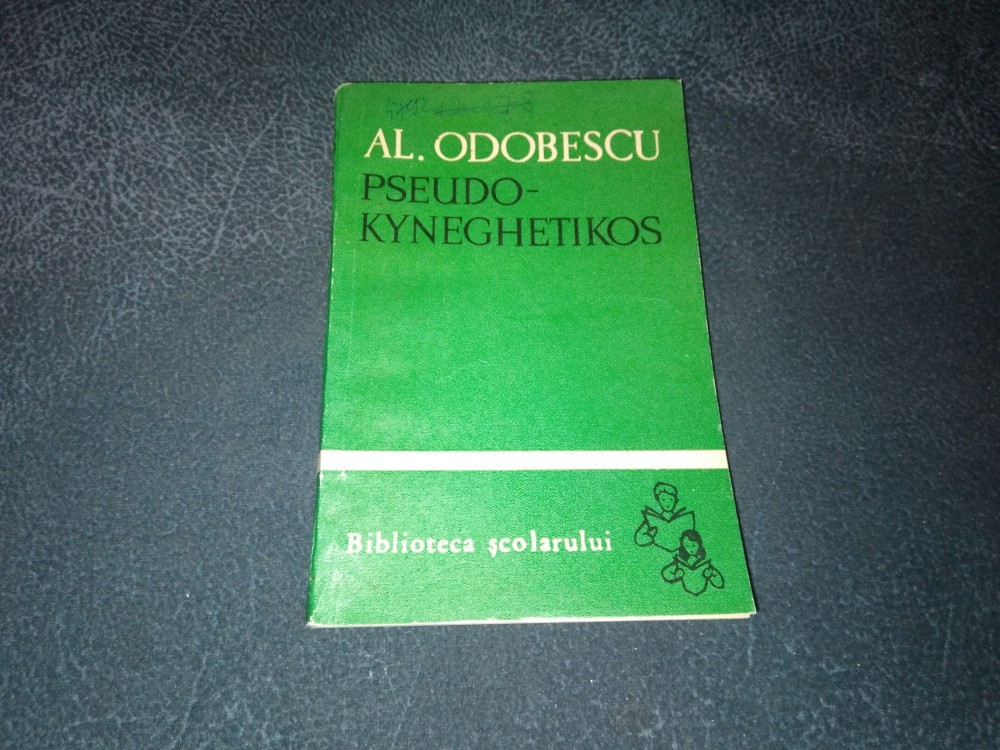 AL. ODOBESCU
PSEUDO-
KYNEGHETIKOS
Biblioteca şcolarului